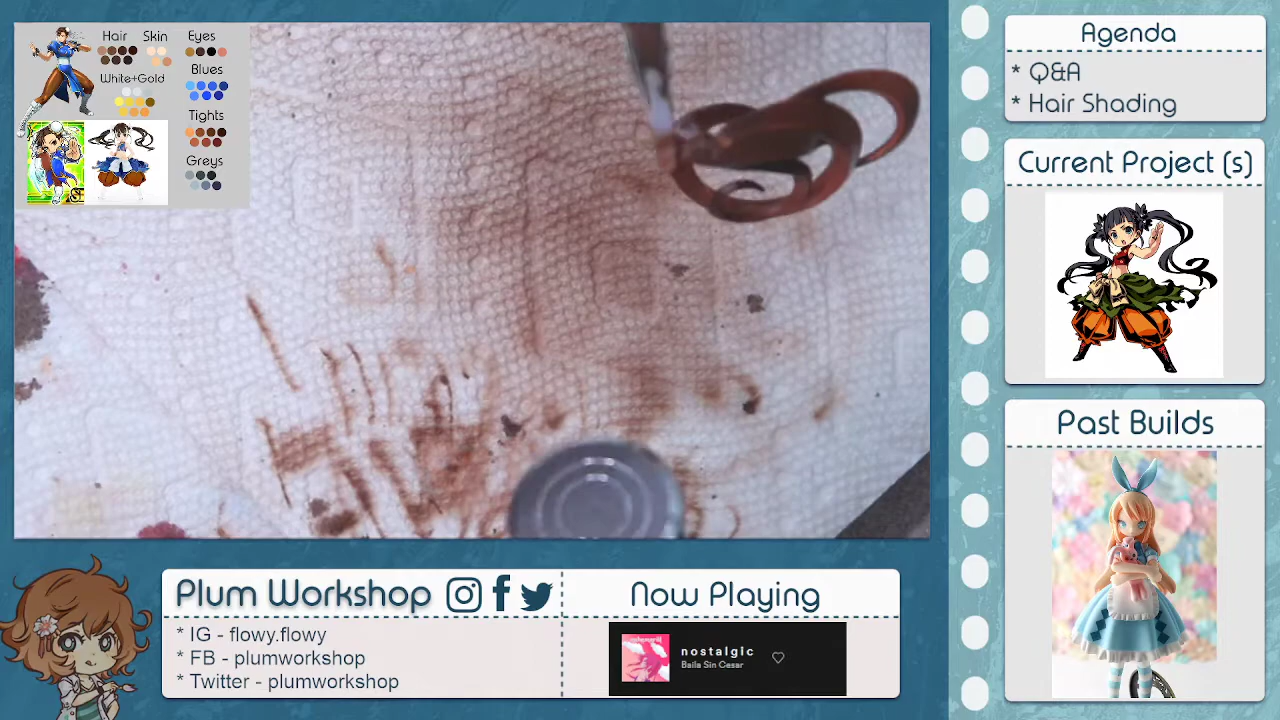 Hair Skin Eyes
White+Gold
Blues
Tights
Greys
Agenda
* Q&A
* Hair Shading
Current Project (s)
Past Builds
Plum Workshop
* IG - flowy.flowy
* FB - plumworkshop
* Twitter - plumworkshop
Now Playing
nostalgic
Baila Sin Cesar